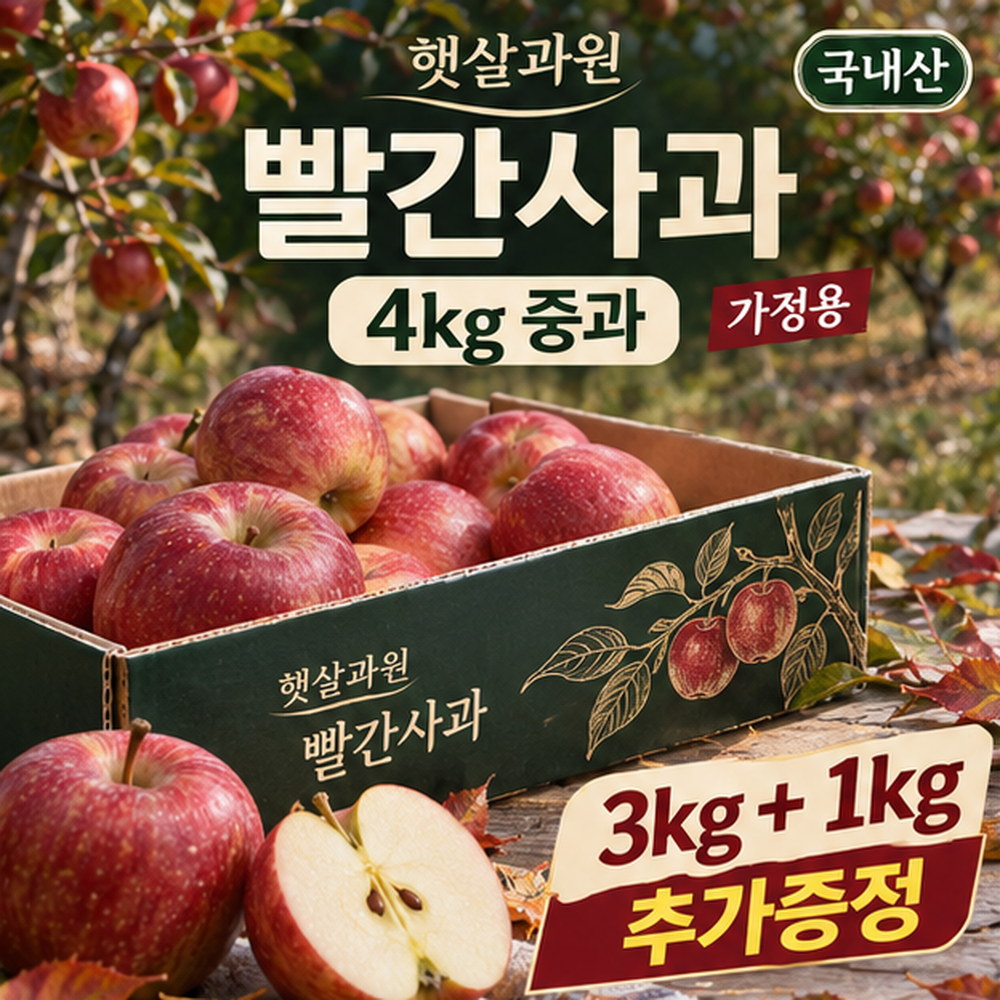 햇살과원
국내산
빨간사과
4kg 중과
가정용
햇살과원
빨간사과
3kg + 1kg
추가증정